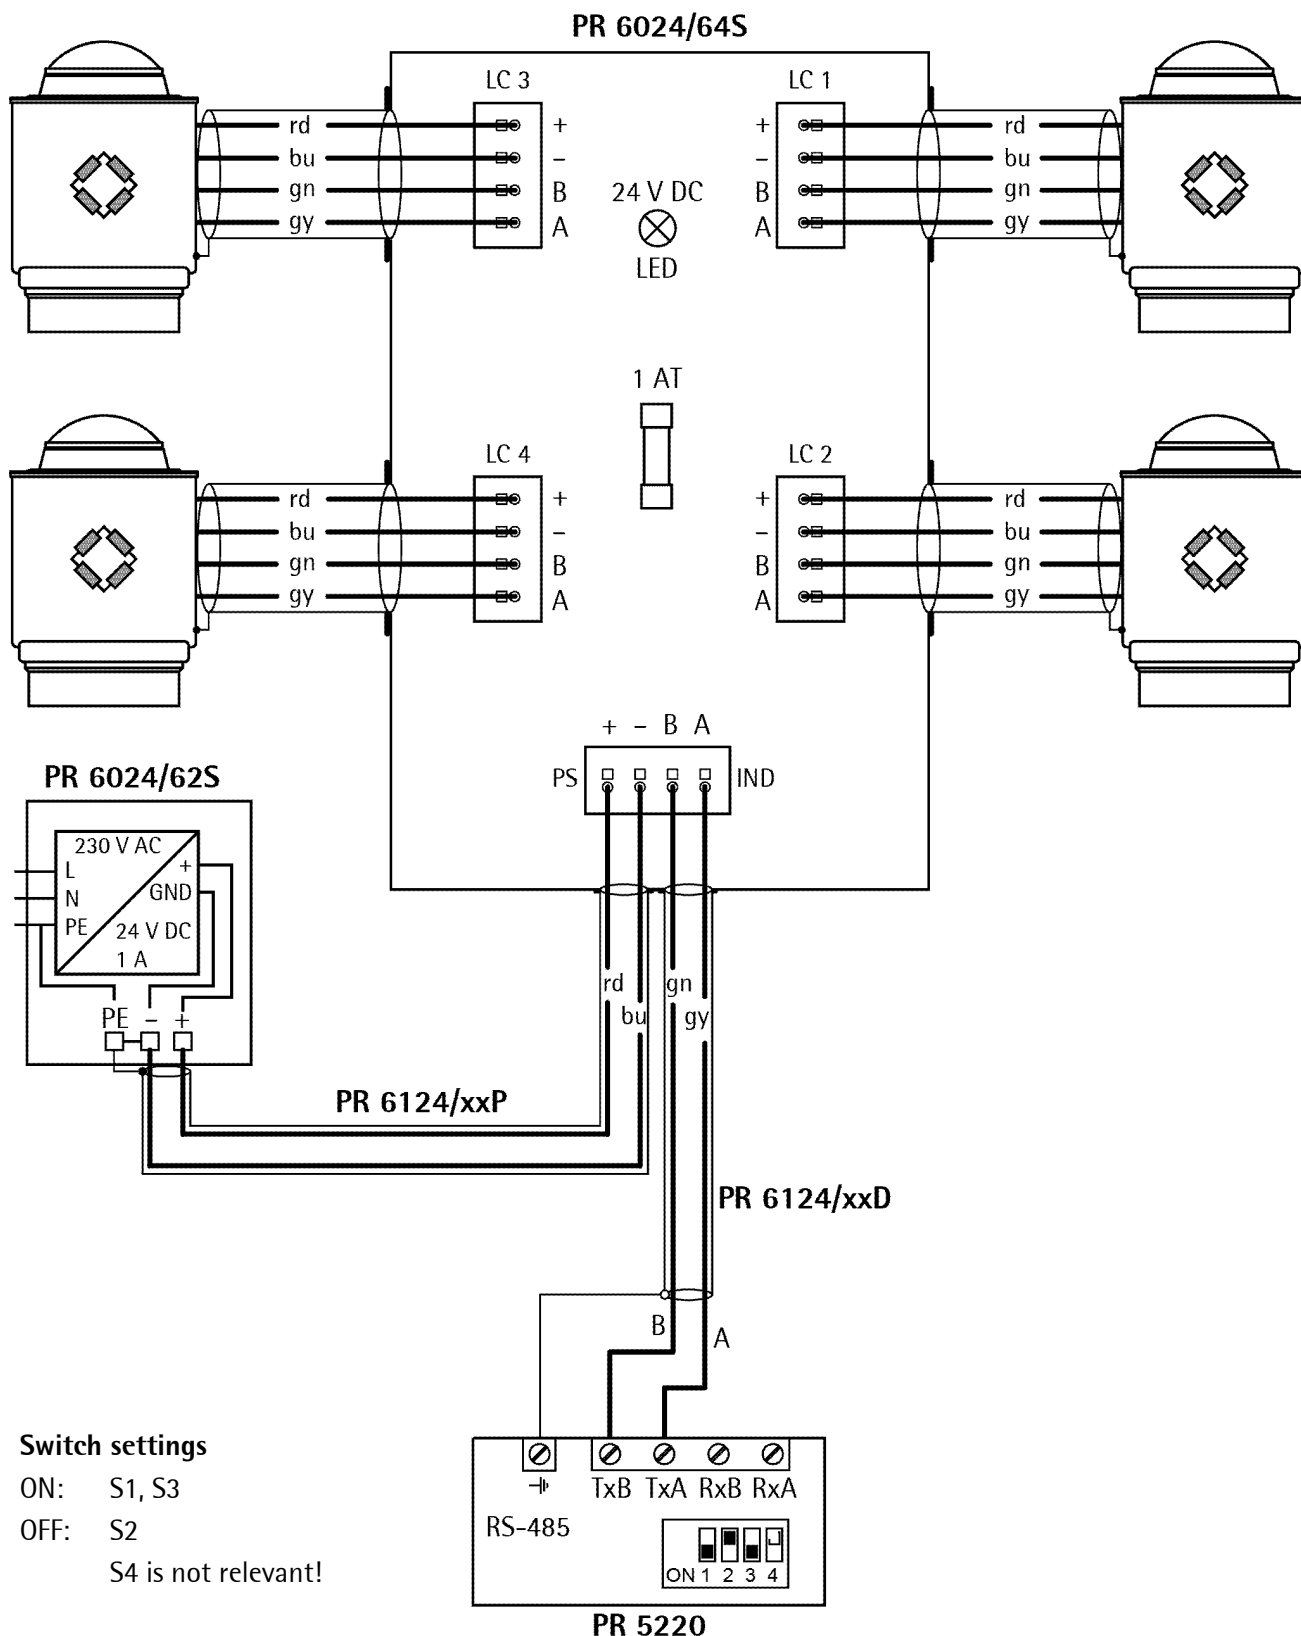 PR 6024/64S
LC 3
LC 1
rd
+
+
rd
bu
–
–
bu
gn
B
24 V DC
B
gn
gy
A
LED
A
gy
1 AT
LC 4
LC 2
rd
+
+
rd
bu
–
–
bu
gn
B
B
gn
gy
A
A
gy
+ – B A
PS
IND
PR 6024/62S
230 V AC
L
+
N
GND
PE
24 V DC
1 A
PE – +
rd
gn
bu
gy
PR 6124/xxP
PR 6124/xxD
B
A
Switch settings
ON: S1, S3
OFF: S2
S4 is not relevant!
TxB TxA RxB RxA
RS-485
ON 1 2 3 4
PR 5220